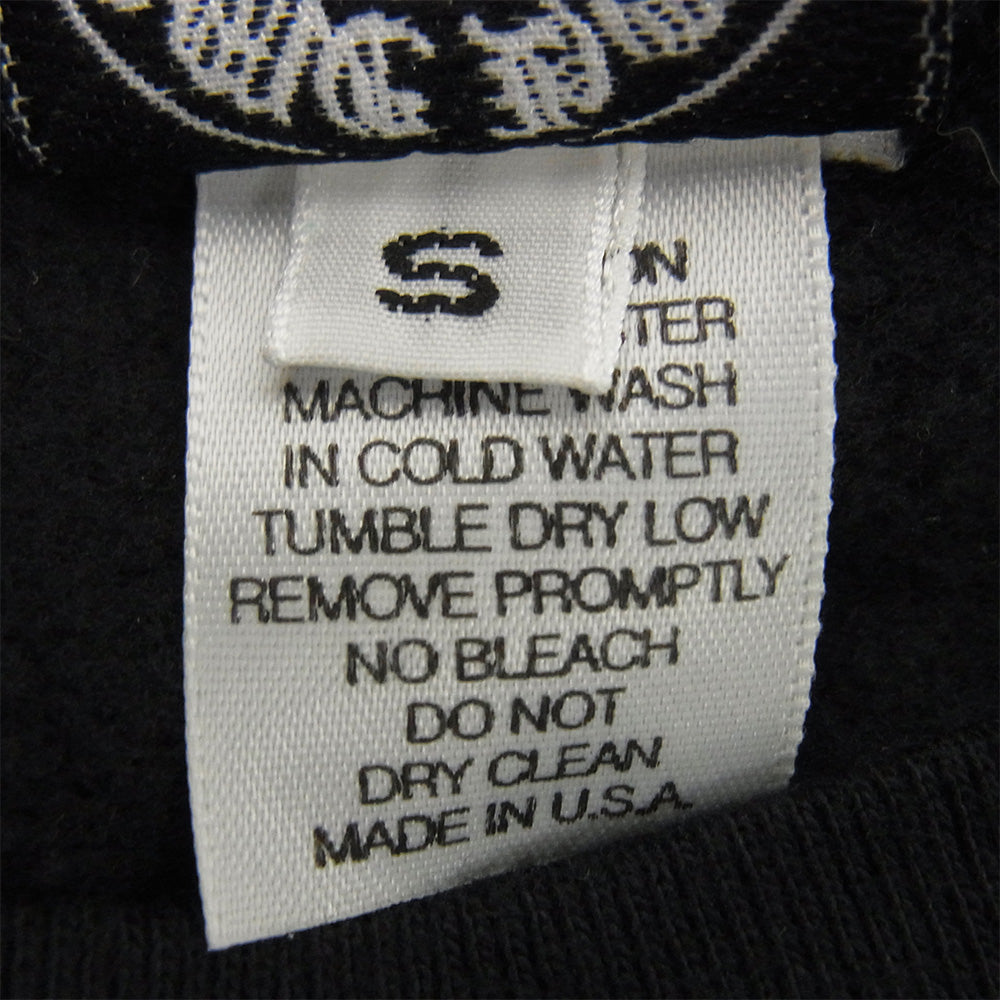 S
MACHINE WASH
IN COLD WATER
TUMBLE DRY LOW
REMOVE PROMPTLY
NO BLEACH
DO NOT
DRY CLEAN
MADE IN U.S.A.